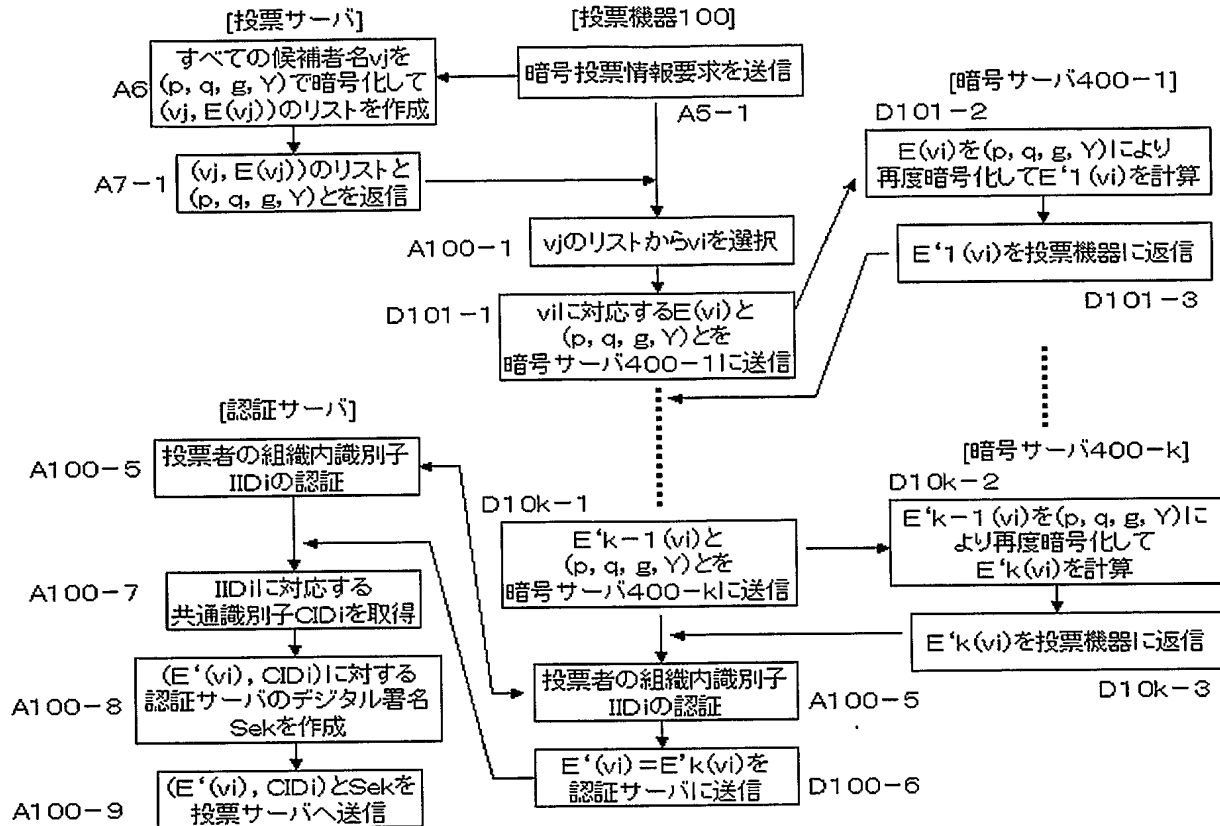 [投票サーバ]
すべての候補者名vjを
(p, q, g, Y)で暗号化して
(vj, E(vj))のリストを作成
A6
A7-1
(vj, E(vj))のリストと
(p, q, g, Y)とを返信
[投票機器100]
暗号投票情報要求を送信
A5-1
A100-1
vjのリストからviを選択
D101-1
viに対応するE(vi)と
(p, q, g, Y)とを
暗号サーバ400-1に送信
[暗号サーバ400-1]
D101-2
E(vi)を(p, q, g, Y)により
再度暗号化してE‘1(vi)を計算
E‘1(vi)を投票機器に返信
D101-3
[認証サーバ]
A100-5
投票者の組織内識別子
IIDiの認証
A100-7
IIDiに対応する
共通識別子CIDiを取得
A100-8
(E‘(vi), CIDi)に対する
認証サーバのデジタル署名
Sekを作成
A100-9
(E‘(vi), CIDi)とSekを
投票サーバへ送信
D10k-1
E‘k-1(vi)と
(p, q, g, Y)とを
暗号サーバ400-kに送信
投票者の組織内識別子
IIDiの認証
A100-5
E‘(vi)=E’k(vi)を
認証サーバに送信
D100-6
[暗号サーバ400-k]
D10k-2
E‘k-1(vi)を(p, q, g, Y)に
より再度暗号化して
E‘k(vi)を計算
E‘k(vi)を投票機器に返信
D10k-3